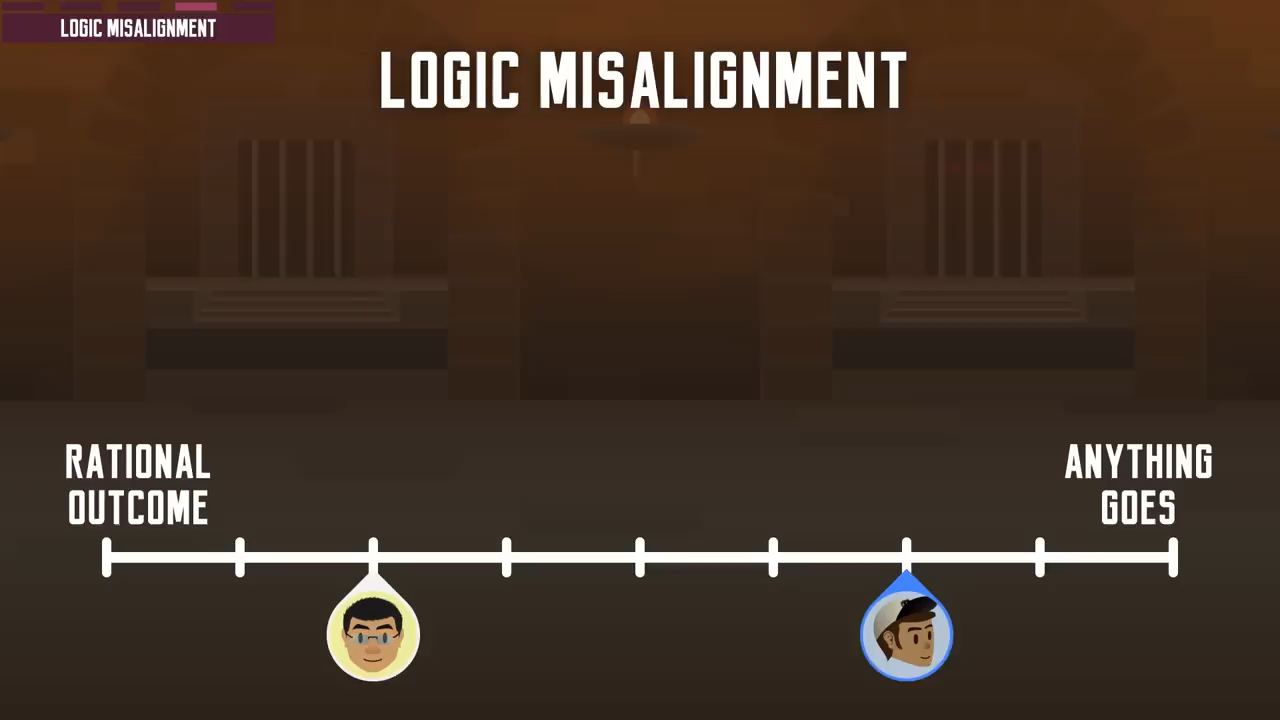 LOGIC MISALIGNMENT
LOGIC MISALIGNMENT
RATIONAL
OUTCOME
ANYTHING
GOES